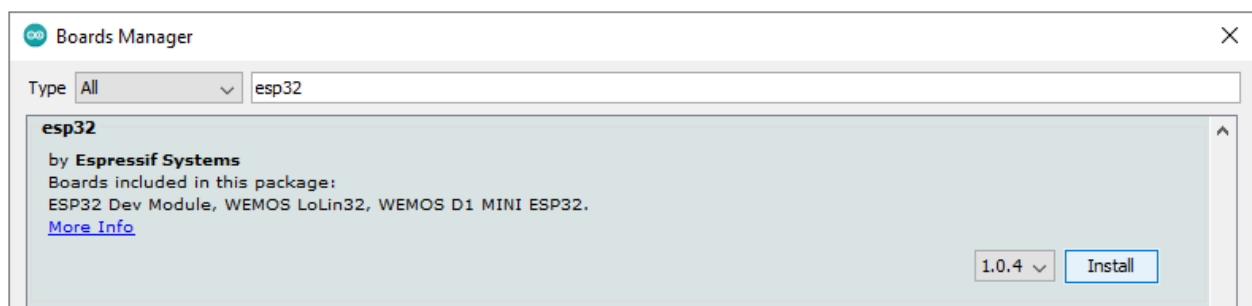 Boards Manager
Type All esp32
esp32
by Espressif Systems
Boards included in this package:
ESP32 Dev Module, WEMOS LoLin32, WEMOS D1 MINI ESP32.
More Info
1.0.4 Install